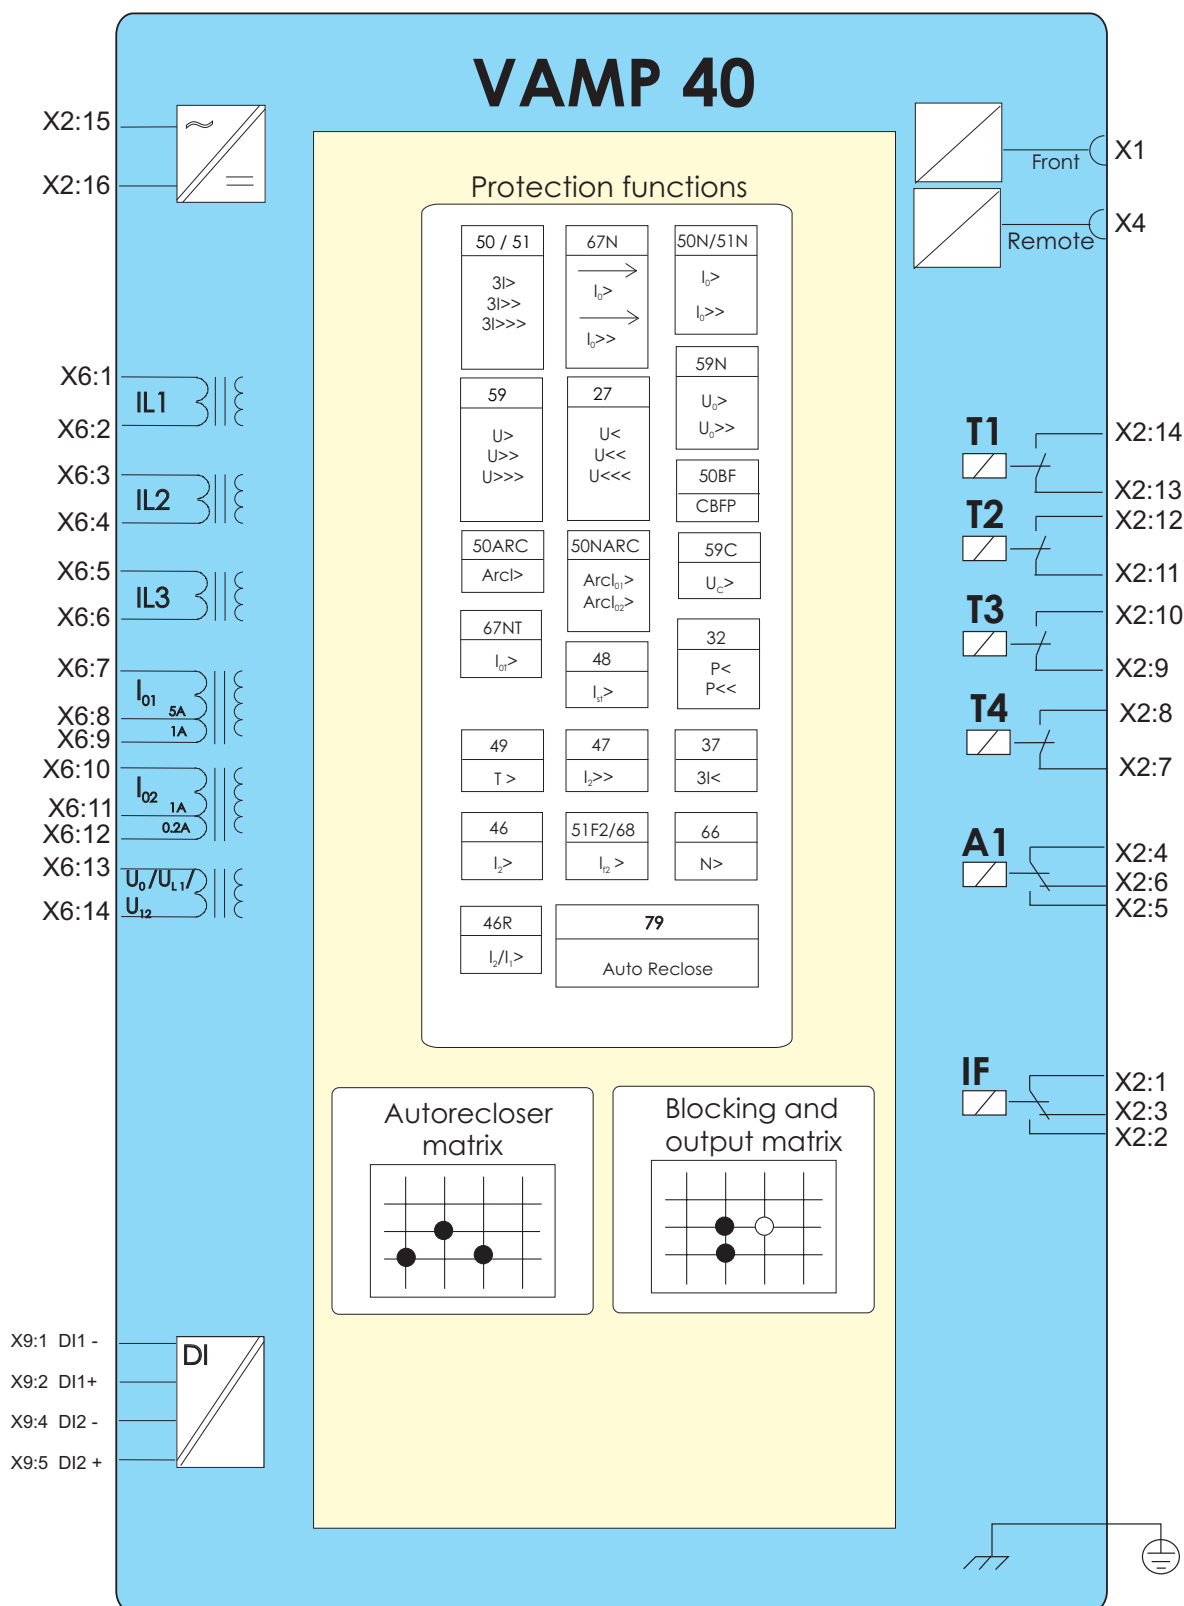 VAMP 40
X2:15
X2:16
Front
X1
Remote
X4
Protection functions
50 / 51
3I>
3I>>
3I>>>
67N
I₀>
I₀>>
50N/51N
I₀>
I₀>>
59N
U₀>
U₀>>
59
U>
U>>
U>>>
27
U<
U<<
U<<<
50BF
CBFP
50ARC
ArcI>
50NARC
ArcI₀₁>
ArcI₀₂>
59C
U_C>
67NT
I₀T>
48
Ist>
32
P<
P<<
49
T >
47
I₂>>
37
3I<
46
I₂>
51F2/68
If2 >
66
N>
46R
I₂/I₁>
79
Auto Reclose
X6:1
IL1
X6:2
X6:3
IL2
X6:4
X6:5
IL3
X6:6
X6:7
I₀₁
5A
X6:8
1A
X6:9
X6:10
I₀₂
1A
X6:11
0.2A
X6:12
X6:13
U₀/U_L1/
U₁₂
X6:14
T1
X2:14
X2:13
T2
X2:12
X2:11
T3
X2:10
X2:9
T4
X2:8
X2:7
A1
X2:4
X2:6
X2:5
IF
X2:1
X2:3
X2:2
Autorecloser
matrix
Blocking and
output matrix
DI
X9:1 DI1 -
X9:2 DI1+
X9:4 DI2 -
X9:5 DI2 +